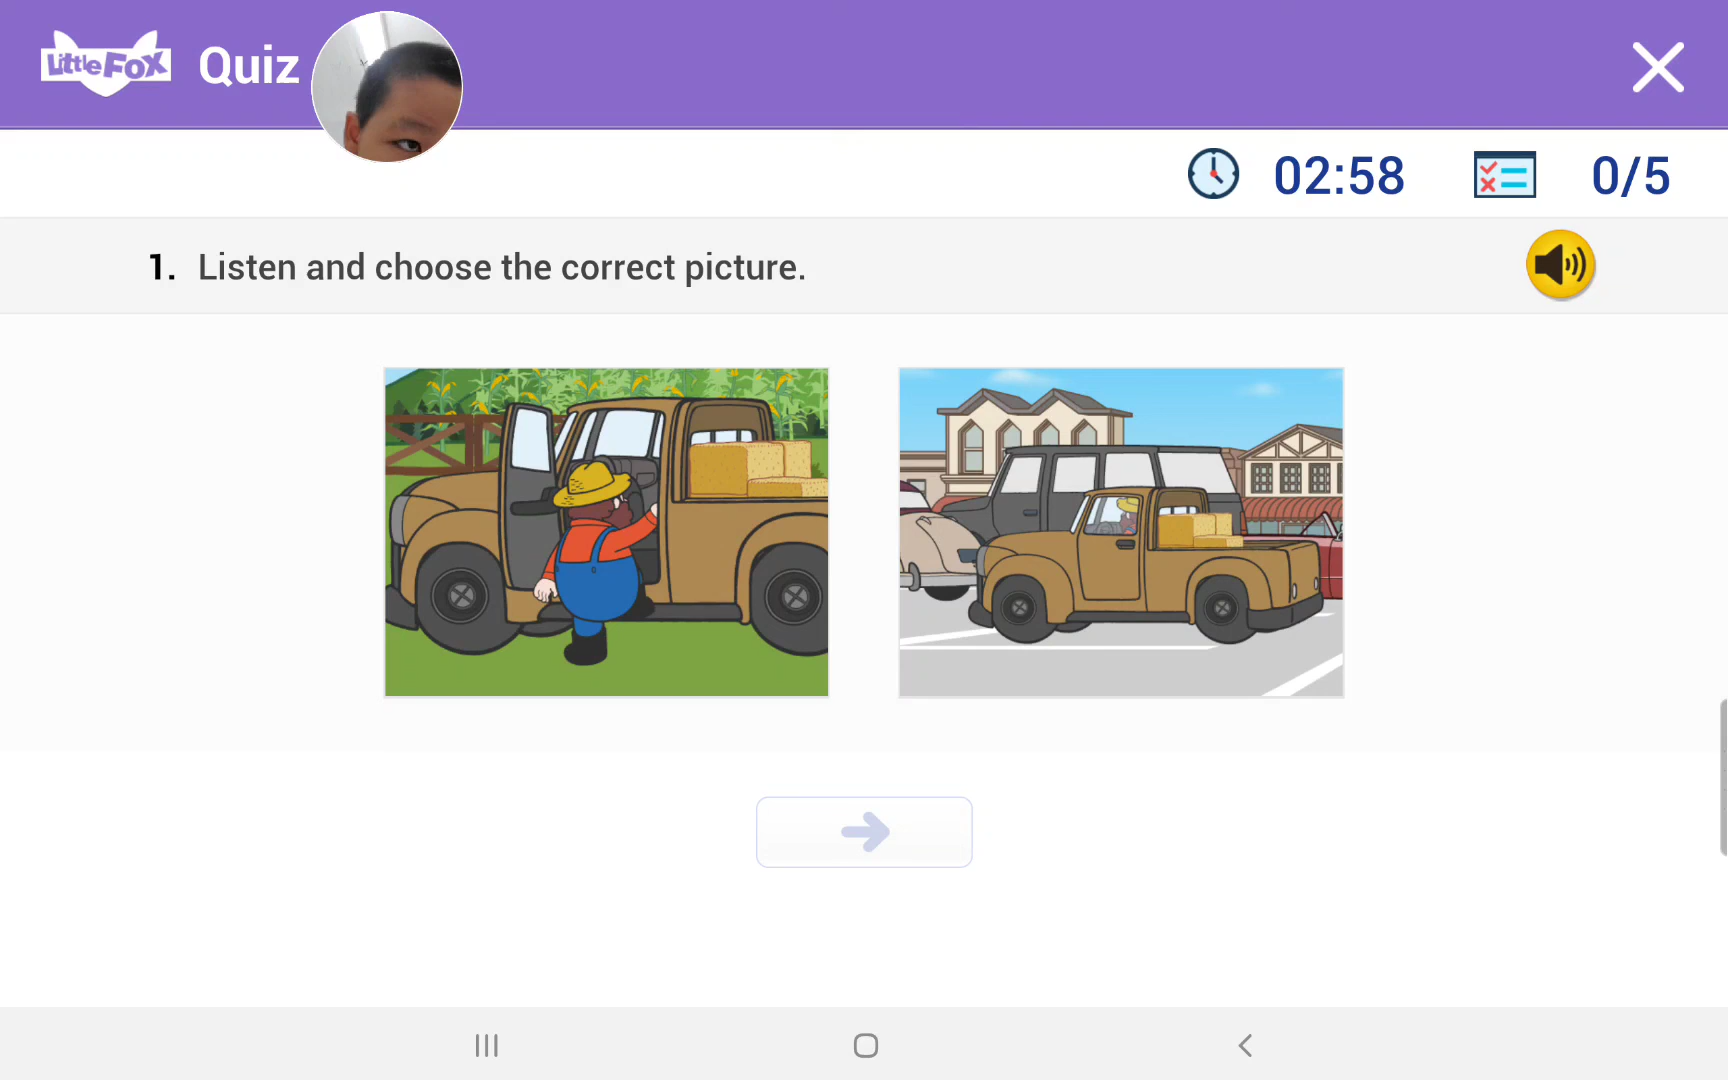 Little Fox Quiz
02:58 0/5
1. Listen and choose the correct picture.